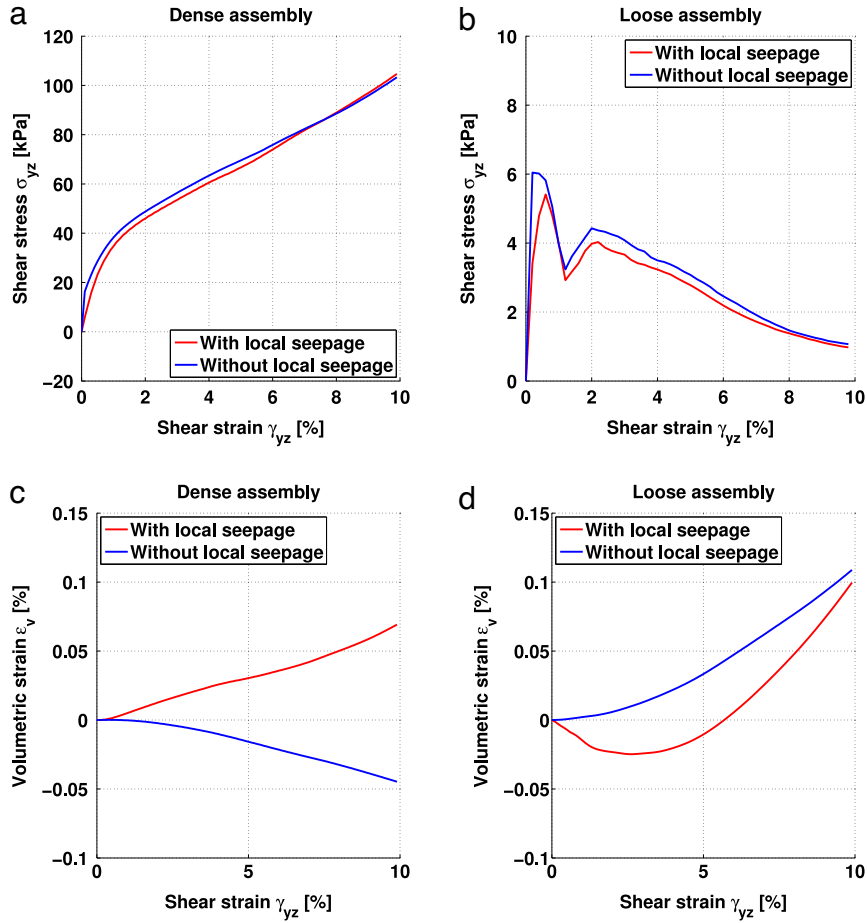 a
Dense assembly
120
100
80
60
40
20
0
−20
Shear stress σyz [kPa]
With local seepage
Without local seepage
0 2 4 6 8 10
Shear strain γyz [%]
b
Loose assembly
10
8
6
4
2
0
Shear stress σyz [kPa]
With local seepage
Without local seepage
0 2 4 6 8 10
Shear strain γyz [%]
c
Dense assembly
0.15
0.1
0.05
0
−0.05
−0.1
Volumetric strain εv [%]
With local seepage
Without local seepage
0 5 10
Shear strain γyz [%]
d
Loose assembly
0.15
0.1
0.05
0
−0.05
−0.1
Volumetric strain εv [%]
With local seepage
Without local seepage
0 5 10
Shear strain γyz [%]